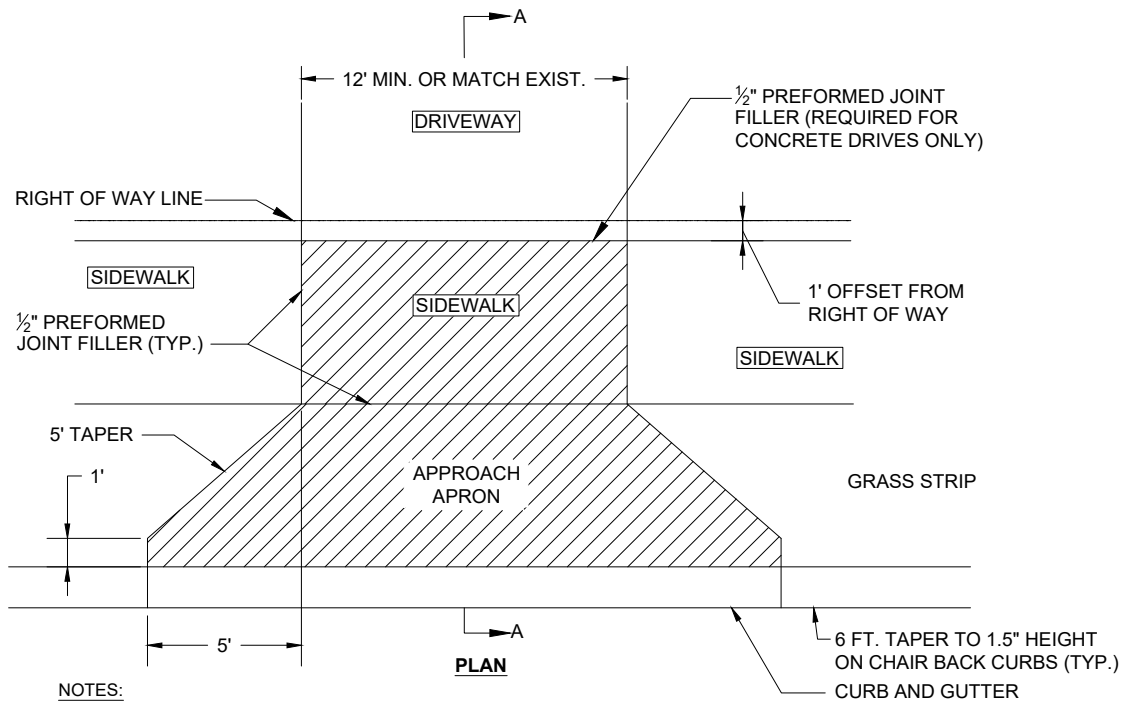 A
12' MIN. OR MATCH EXIST.
DRIVEWAY
½" PREFORMED JOINT
FILLER (REQUIRED FOR
CONCRETE DRIVES ONLY)
RIGHT OF WAY LINE
SIDEWALK
SIDEWALK
1' OFFSET FROM
RIGHT OF WAY
½" PREFORMED
JOINT FILLER (TYP.)
SIDEWALK
5' TAPER
1'
APPROACH
APRON
GRASS STRIP
5'
A
PLAN
6 FT. TAPER TO 1.5" HEIGHT
ON CHAIR BACK CURBS (TYP.)
CURB AND GUTTER
NOTES: